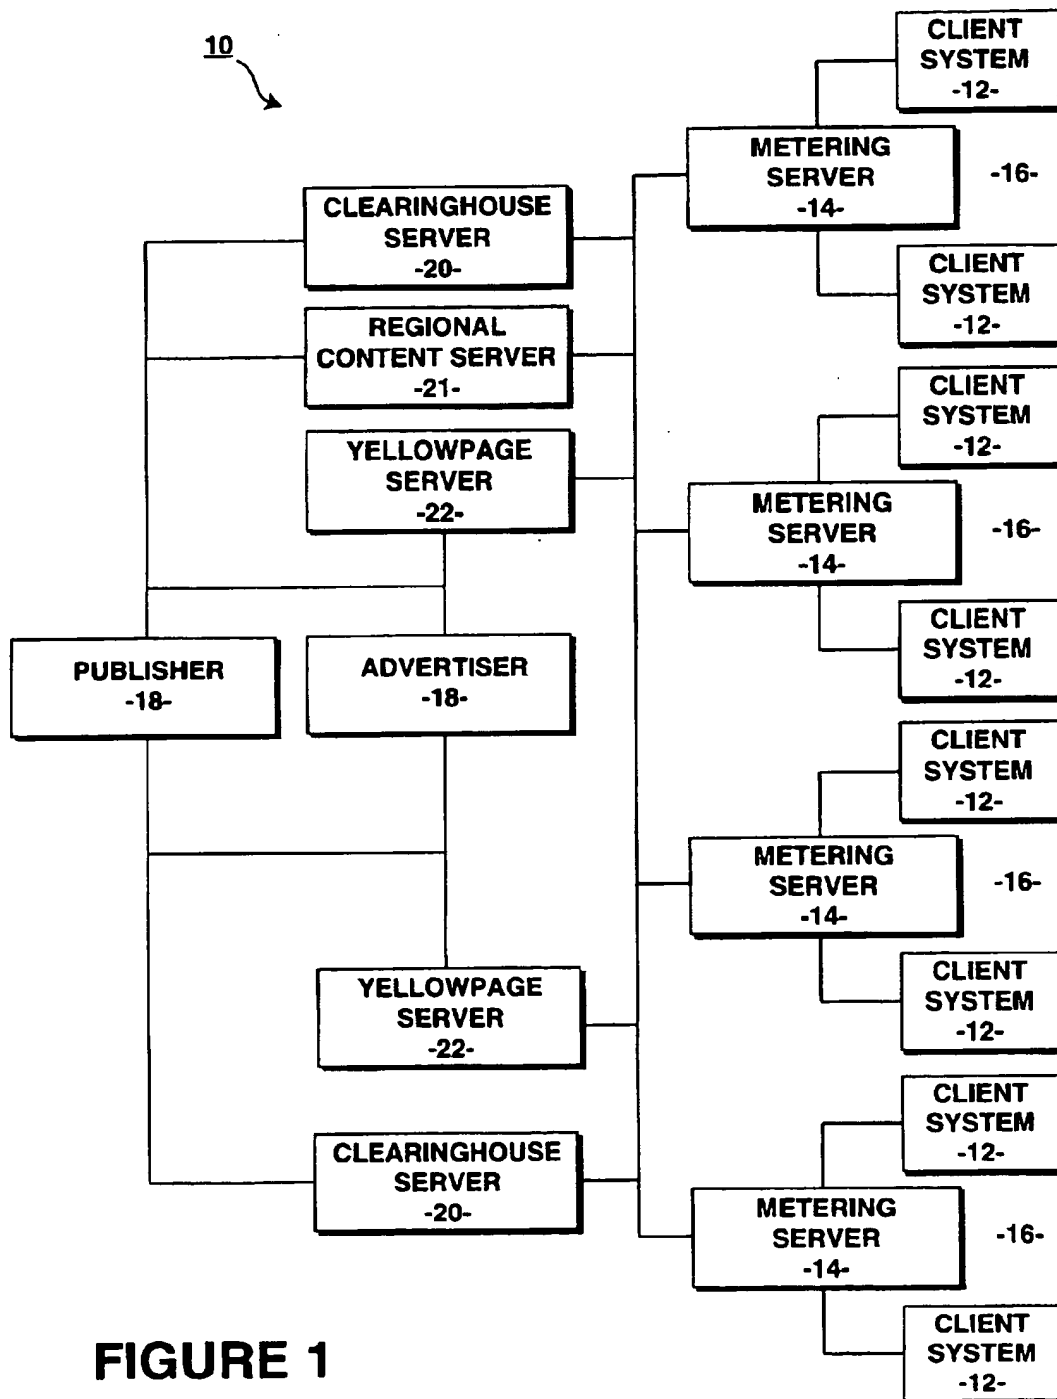 10
CLIENT
SYSTEM
-12-
METERING
SERVER
-14-
-16-
CLIENT
SYSTEM
-12-
CLEARINGHOUSE
SERVER
-20-
REGIONAL
CONTENT SERVER
-21-
YELLOWPAGE
SERVER
-22-
CLIENT
SYSTEM
-12-
METERING
SERVER
-14-
-16-
CLIENT
SYSTEM
-12-
PUBLISHER
-18-
ADVERTISER
-18-
CLIENT
SYSTEM
-12-
METERING
SERVER
-14-
-16-
CLIENT
SYSTEM
-12-
YELLOWPAGE
SERVER
-22-
CLEARINGHOUSE
SERVER
-20-
CLIENT
SYSTEM
-12-
METERING
SERVER
-14-
-16-
CLIENT
SYSTEM
-12-
FIGURE 1